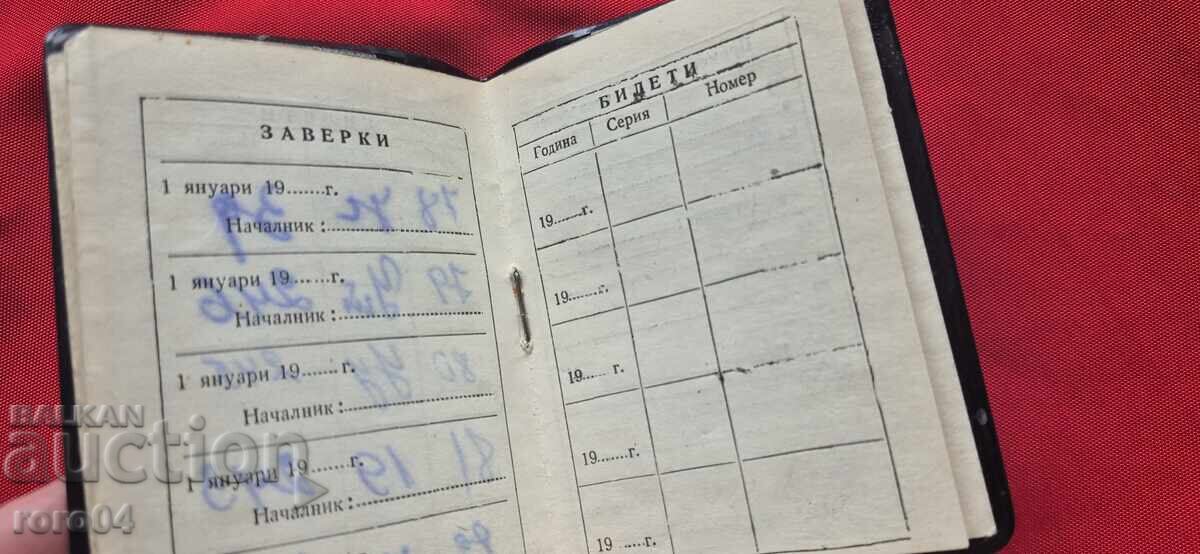 ЗАВЕРКИ
1 януари 19.......г.
Началник :
1 януари 19.......г.
Началник :
1 януари 19.......г.
Началник :
1 януари 19.......г.
Началник :
БИЛЕТИ
Година Серия Номер
19.......г.
19.......г.
19...... г.
19.......г.
19 .....г.
BALKAN
auction
roro04